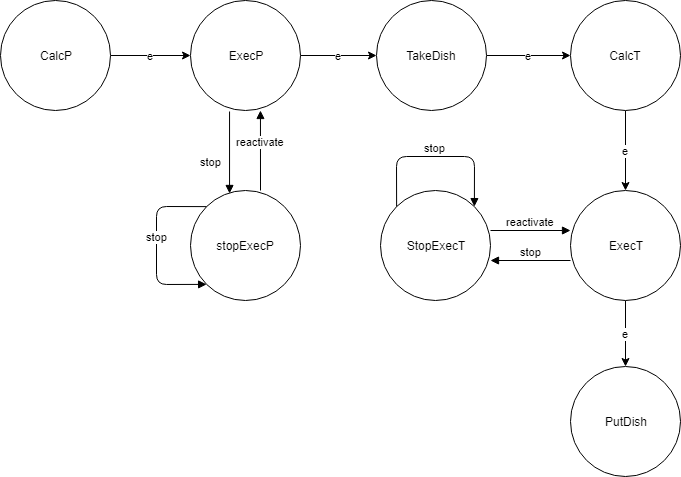 CalcP
e
ExecP
e
TakeDish
e
CalcT
stop
reactivate
e
stop
stop
stopExecP
StopExecT
reactivate
stop
ExecT
e
PutDish